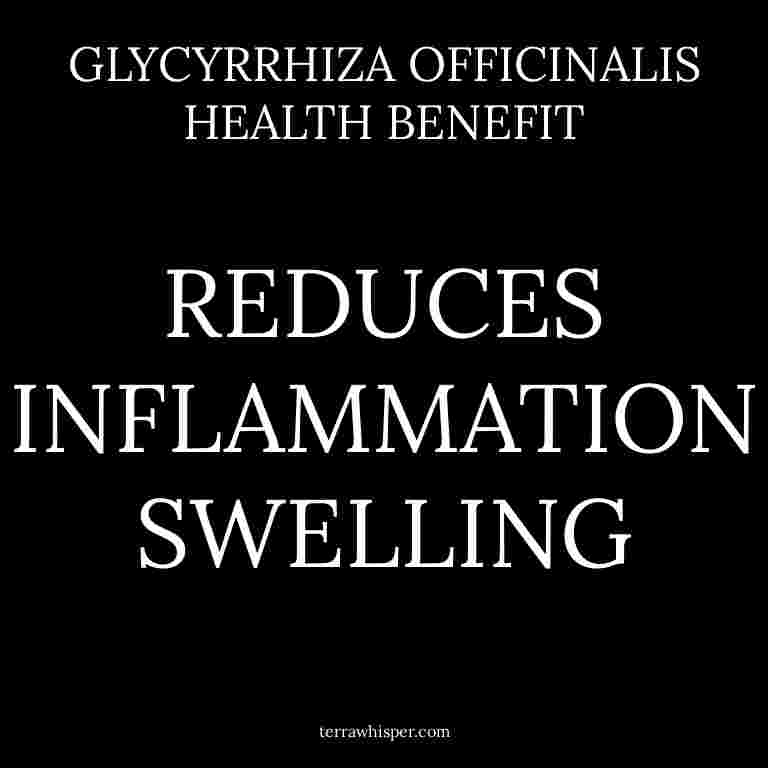 GLYCYRRHIZA OFFICINALIS
HEALTH BENEFIT
REDUCES
INFLAMMATION
SWELLING
terrawhisper.com